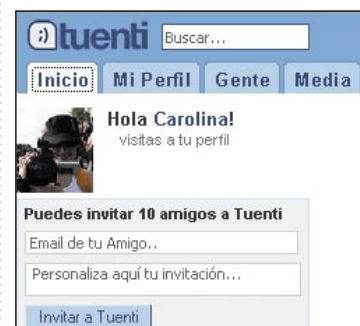 tuenti Buscar...
Inicio Mi Perfil Gente Media
Hola Carolina!
visitas a tu perfil
Puedes invitar 10 amigos a Tuenti
Email de tu Amigo..
Personaliza aquí tu invitación...
Invitar a Tuenti